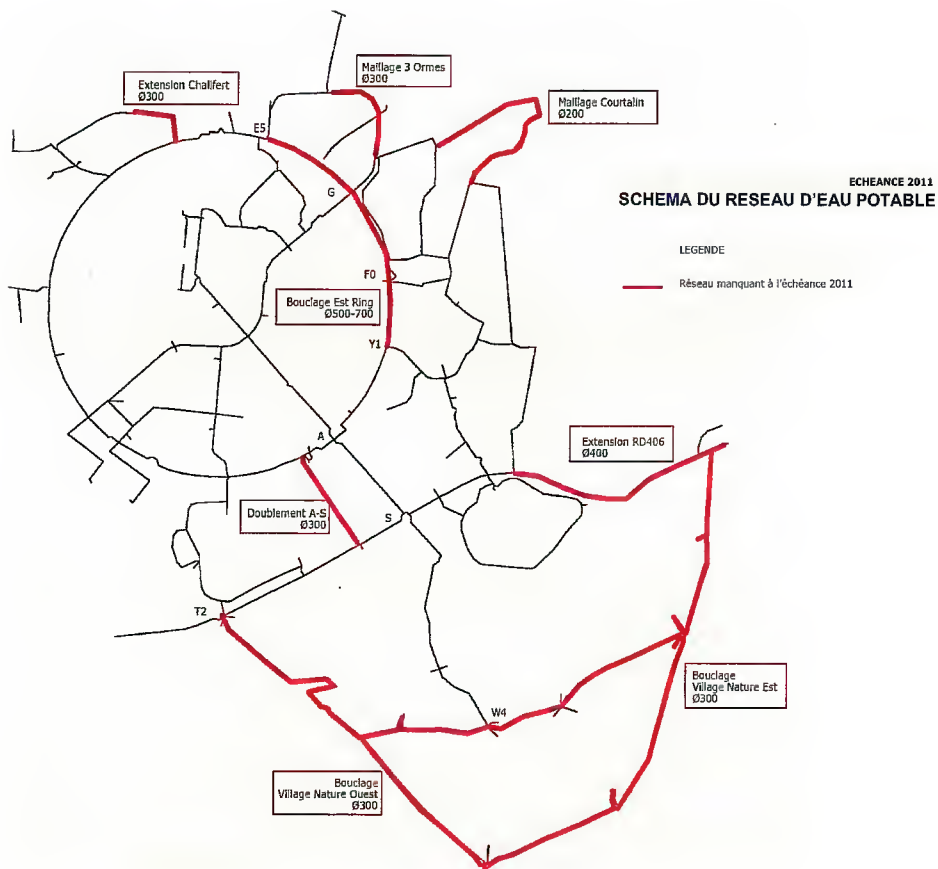 Maillage 3 Ormes
Ø300
Extension Chalifert
Ø300
Maillage Courtalin
Ø200
E5
ECHEANCE 2011
SCHEMA DU RESEAU D'EAU POTABLE
G
LEGENDE
F0
Réseau manquant à l'échéance 2011
Bouclage Est Ring
Ø500-700
Y1
A
Extension RD406
Ø400
Doublement A-S
Ø300
S
T2
Bouclage
Village Nature Est
Ø300
W4
Bouclage
Village Nature Ouest
Ø300